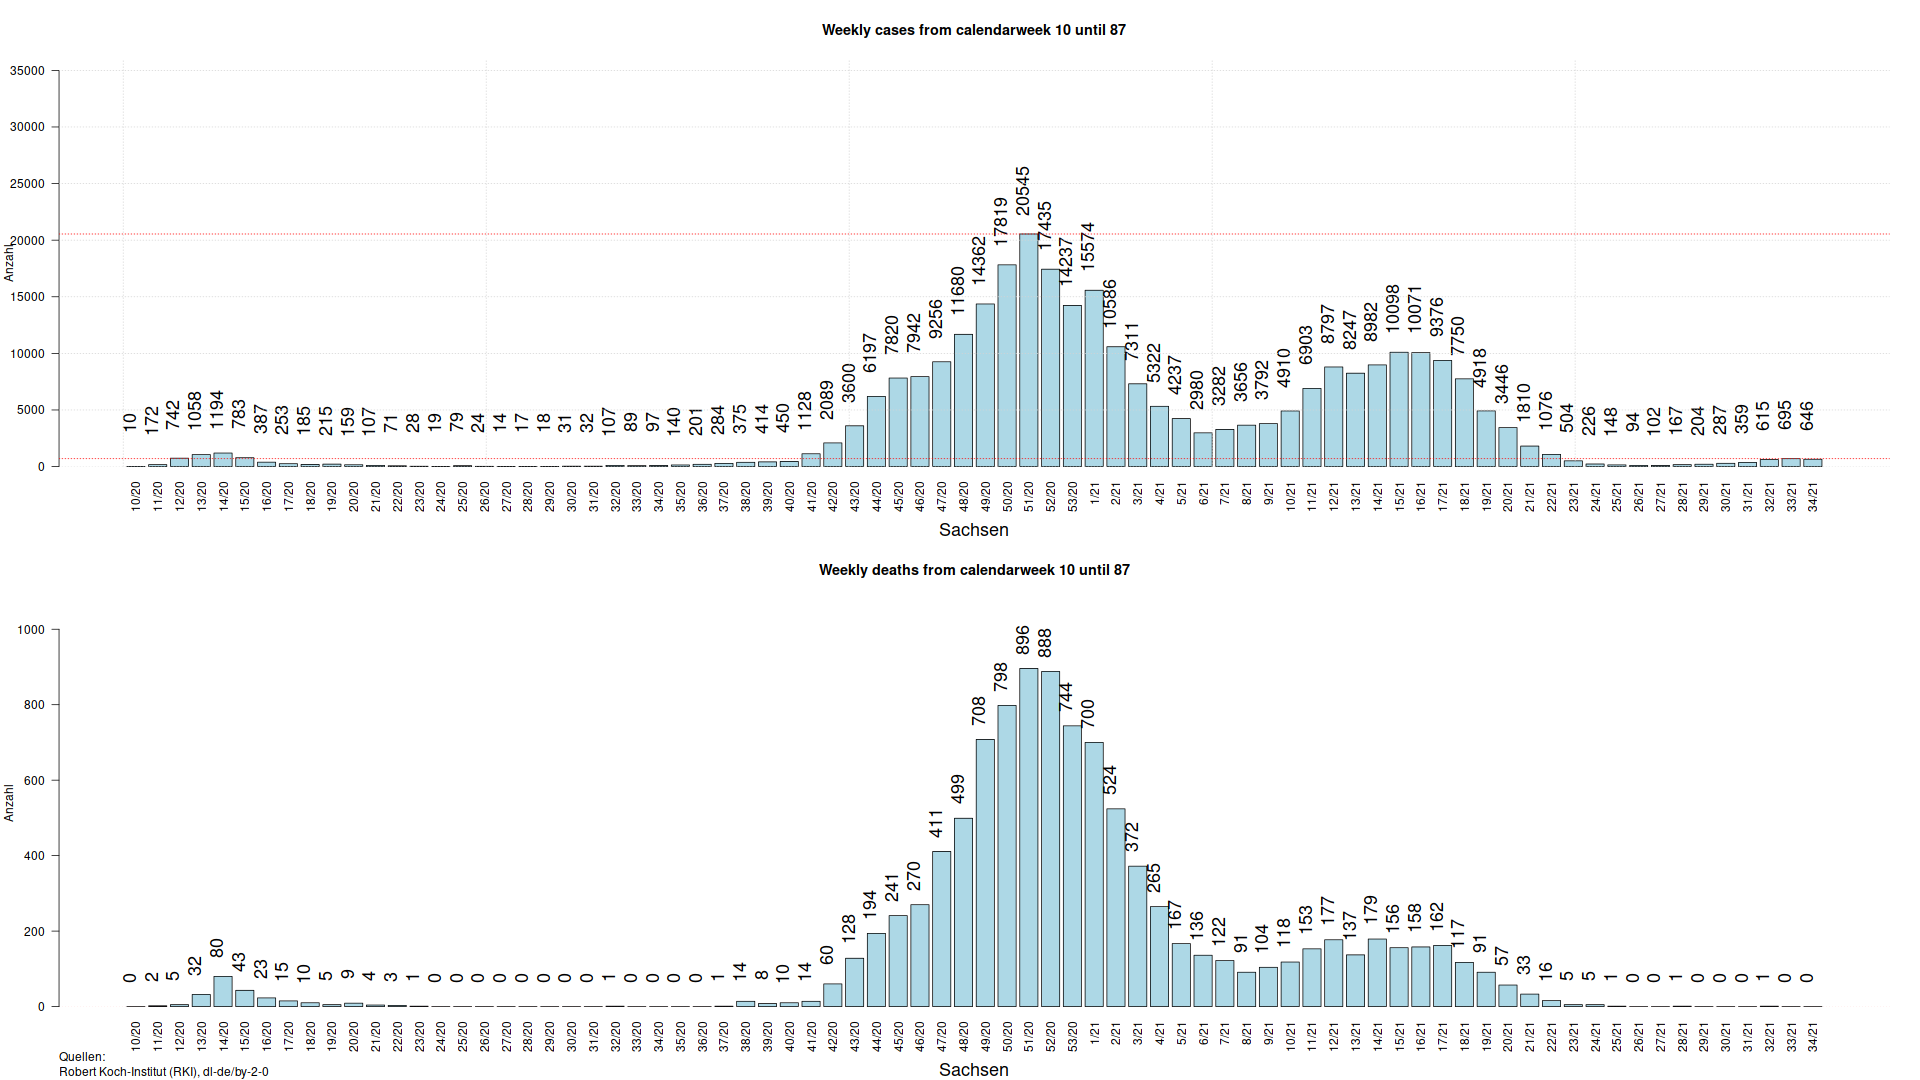 Weekly cases from calendarweek 10 until 87
Anzahl
35000
30000
25000
20000
15000
10000
5000
0
10 172 742 1058 1194 783 387 253 185 215 159 107 71 28 19 79 24 14 17 18 31 32 107 89 97 140 201 284 375 414 450 1128 2089 3600 6197 7820 7942 9256 11680 14362 17819 20545 17435 14237 15574 10586 7311 5322 4237 2980 3282 3656 3792 4910 6903 8797 8247 8982 10098 10071 9376 7750 4918 3446 1810 1076 504 226 148 94 102 167 204 287 359 615 695 646
10/20 11/20 12/20 13/20 14/20 15/20 16/20 17/20 18/20 19/20 20/20 21/20 22/20 23/20 24/20 25/20 26/20 27/20 28/20 29/20 30/20 31/20 32/20 33/20 34/20 35/20 36/20 37/20 38/20 39/20 40/20 41/20 42/20 43/20 44/20 45/20 46/20 47/20 48/20 49/20 50/20 51/20 52/20 53/20 1/21 2/21 3/21 4/21 5/21 6/21 7/21 8/21 9/21 10/21 11/21 12/21 13/21 14/21 15/21 16/21 17/21 18/21 19/21 20/21 21/21 22/21 23/21 24/21 25/21 26/21 27/21 28/21 29/21 30/21 31/21 32/21 33/21 34/21
Sachsen
Weekly deaths from calendarweek 10 until 87
Anzahl
1000
800
600
400
200
0
0 2 5 32 80 43 23 15 10 5 9 4 3 1 0 0 0 0 0 0 0 0 1 0 0 0 0 1 14 8 10 14 60 128 194 241 270 411 499 708 798 896 888 744 700 524 372 265 167 136 122 91 104 118 153 177 137 179 156 158 162 117 91 57 33 16 5 5 1 0 0 1 0 0 0 1 0 0
10/20 11/20 12/20 13/20 14/20 15/20 16/20 17/20 18/20 19/20 20/20 21/20 22/20 23/20 24/20 25/20 26/20 27/20 28/20 29/20 30/20 31/20 32/20 33/20 34/20 35/20 36/20 37/20 38/20 39/20 40/20 41/20 42/20 43/20 44/20 45/20 46/20 47/20 48/20 49/20 50/20 51/20 52/20 53/20 1/21 2/21 3/21 4/21 5/21 6/21 7/21 8/21 9/21 10/21 11/21 12/21 13/21 14/21 15/21 16/21 17/21 18/21 19/21 20/21 21/21 22/21 23/21 24/21 25/21 26/21 27/21 28/21 29/21 30/21 31/21 32/21 33/21 34/21
Sachsen
Quellen:
Robert Koch-Institut (RKI), dl-de/by-2-0